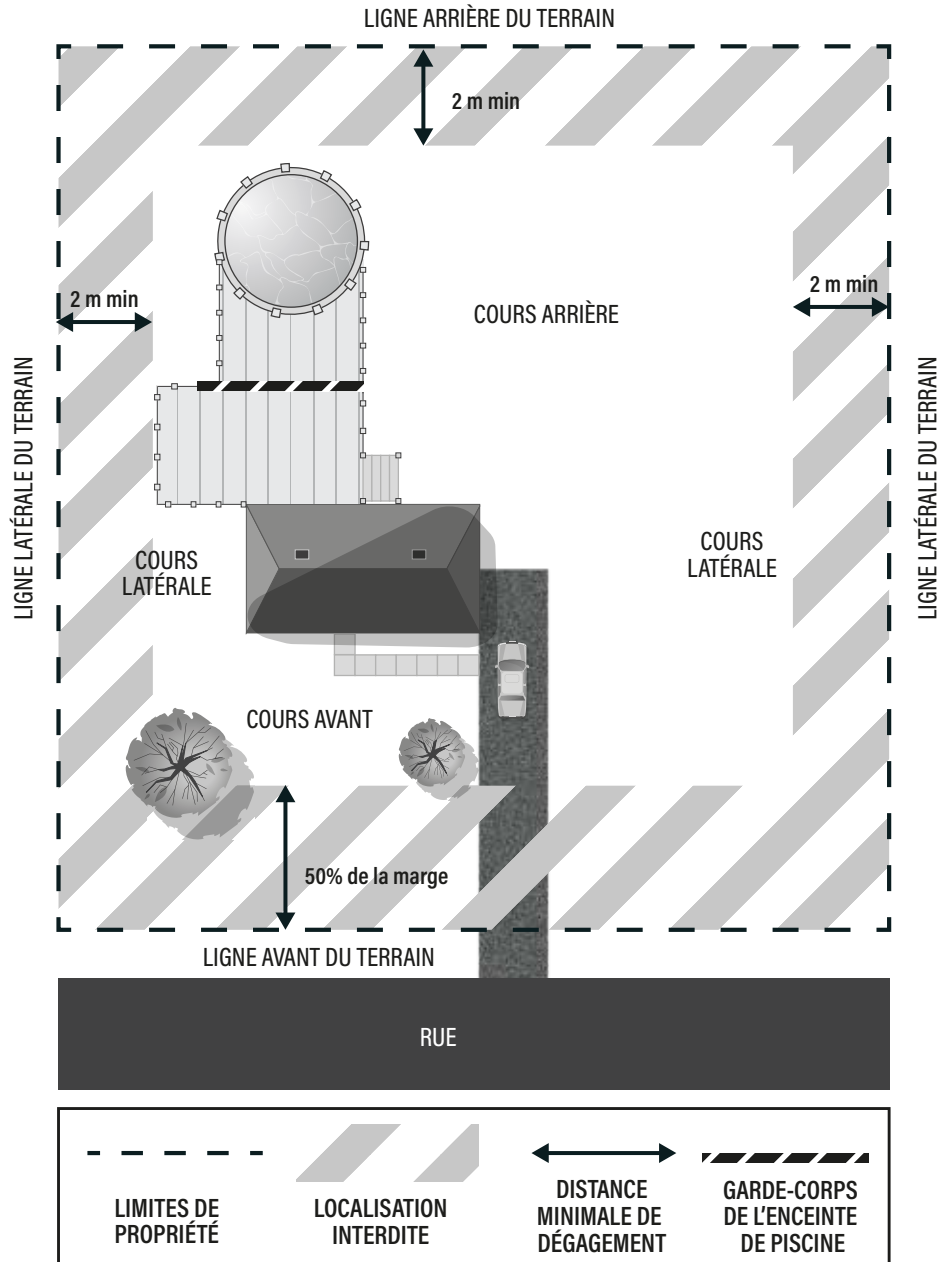 LIGNE ARRIÈRE DU TERRAIN
2 m min
2 m min
2 m min
COURS ARRIÈRE
LIGNE LATÉRALE DU TERRAIN
LIGNE LATÉRALE DU TERRAIN
COURS
LATÉRALE
COURS
LATÉRALE
COURS AVANT
50% de la marge
LIGNE AVANT DU TERRAIN
RUE
LIMITES DE
PROPRIÉTÉ
LOCALISATION
INTERDITE
DISTANCE
MINIMALE DE
DÉGAGEMENT
GARDE-CORPS
DE L'ENCEINTE
DE PISCINE